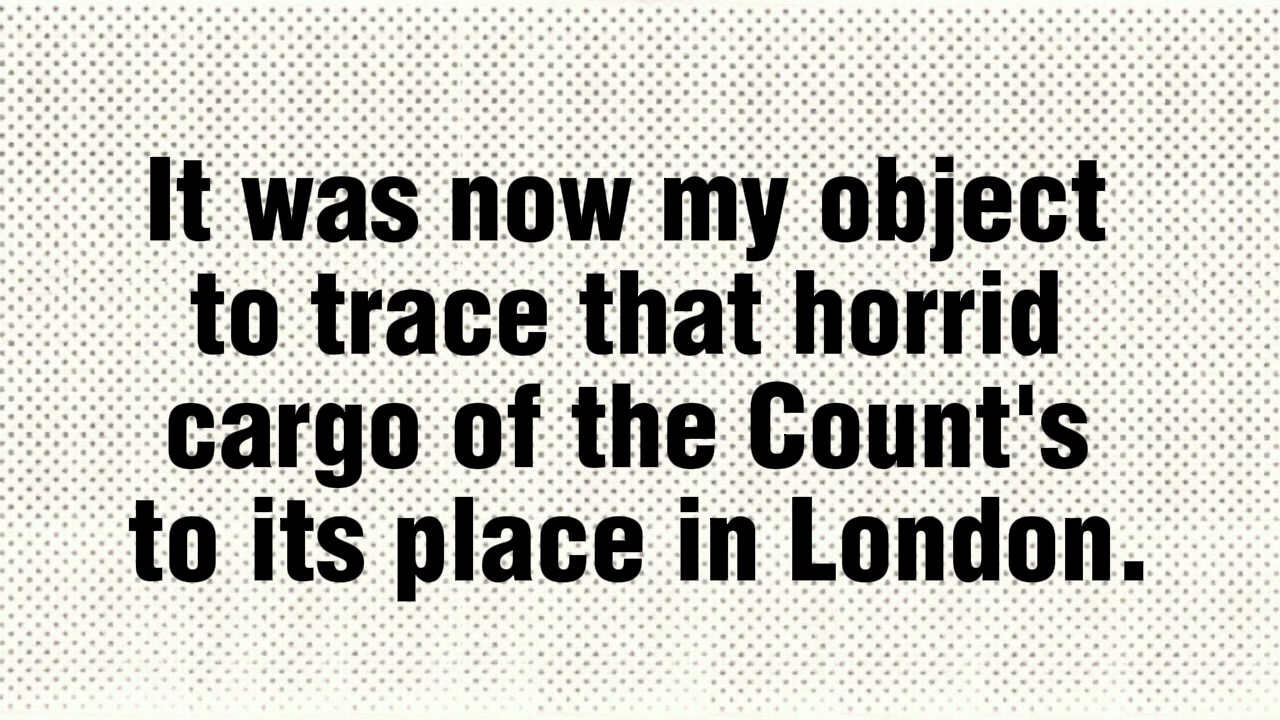 It was now my object
to trace that horrid
cargo of the Count's
to its place in London.